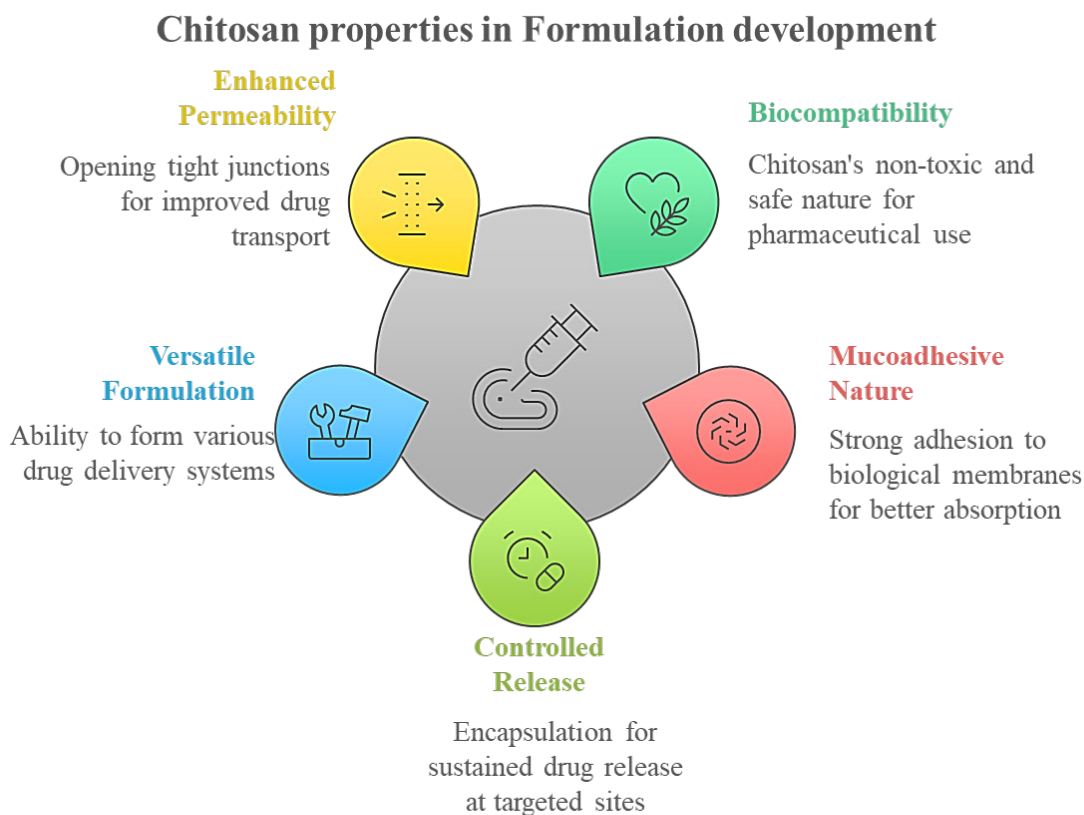 Chitosan properties in Formulation development
Enhanced
Permeability
Opening tight junctions
for improved drug
transport
Biocompatibility
Chitosan's non-toxic and
safe nature for
pharmaceutical use
Versatile
Formulation
Ability to form various
drug delivery systems
Mucoadhesive
Nature
Strong adhesion to
biological membranes
for better absorption
Controlled
Release
Encapsulation for
sustained drug release
at targeted sites